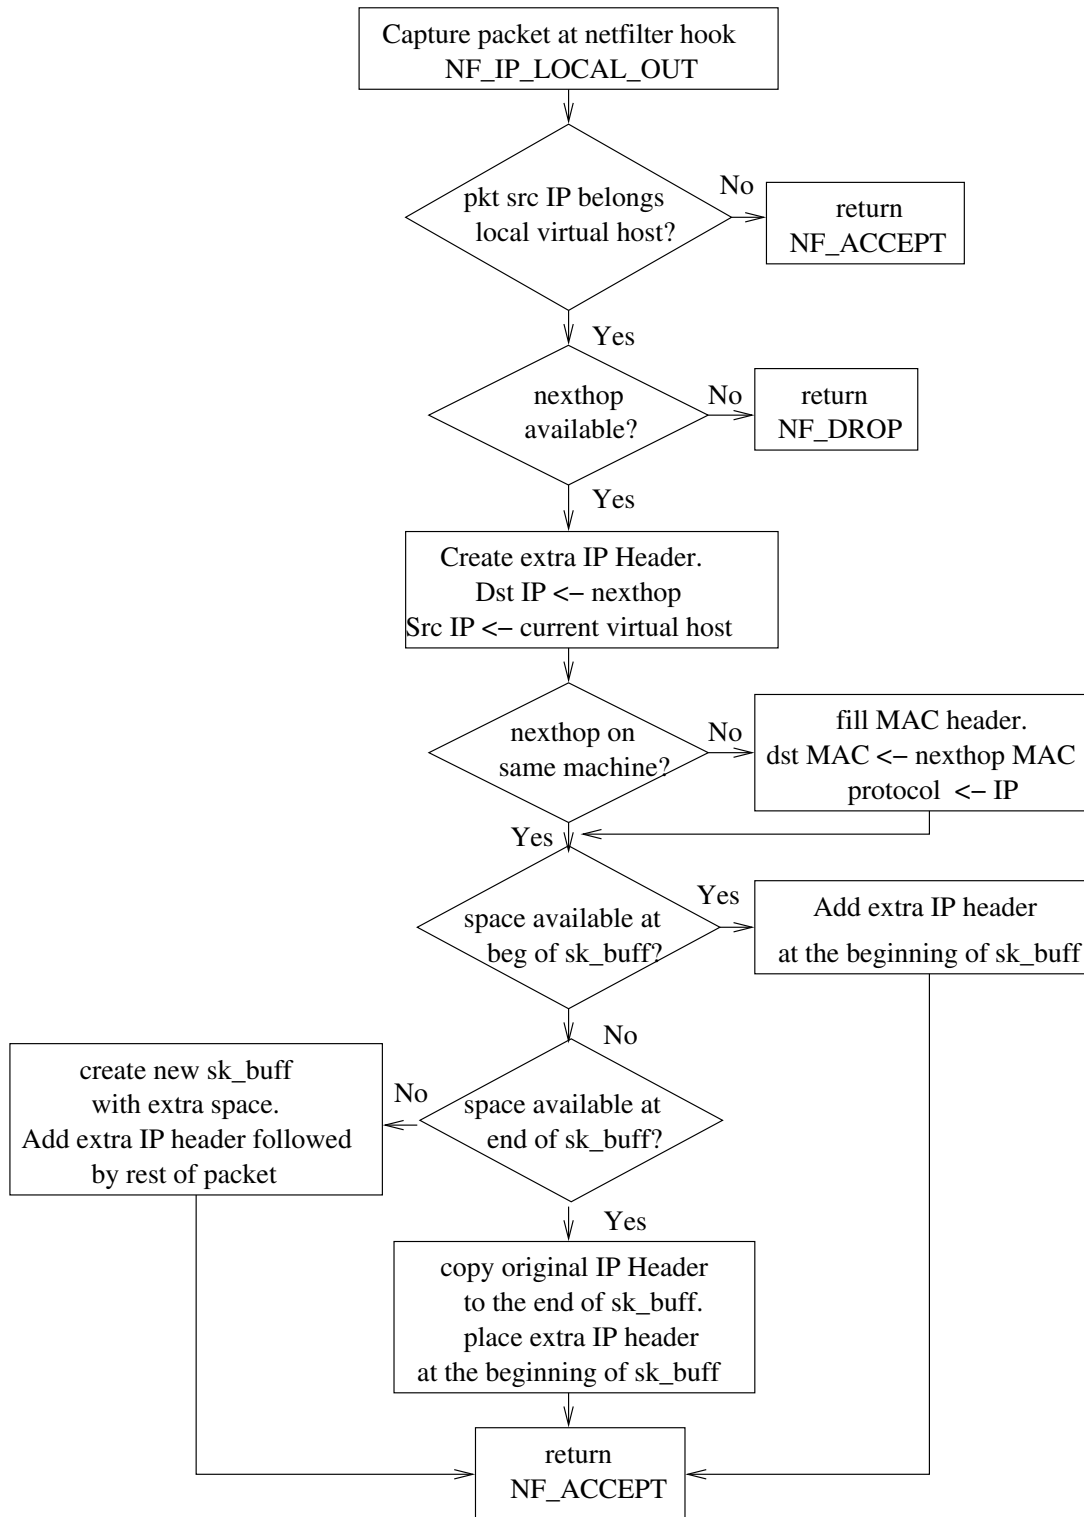 Capture packet at netfilter hook
NF_IP_LOCAL_OUT
pkt src IP belongs
local virtual host?
No
return
NF_ACCEPT
Yes
nexthop
available?
No
return
NF_DROP
Yes
Create extra IP Header.
Dst IP <− nexthop
Src IP <− current virtual host
nexthop on
same machine?
No
fill MAC header.
dst MAC <− nexthop MAC
protocol <− IP
Yes
space available at
beg of sk_buff?
Yes
Add extra IP header
at the beginning of sk_buff
No
space available at
end of sk_buff?
No
create new sk_buff
with extra space.
Add extra IP header followed
by rest of packet
Yes
copy original IP Header
to the end of sk_buff.
place extra IP header
at the beginning of sk_buff
return
NF_ACCEPT